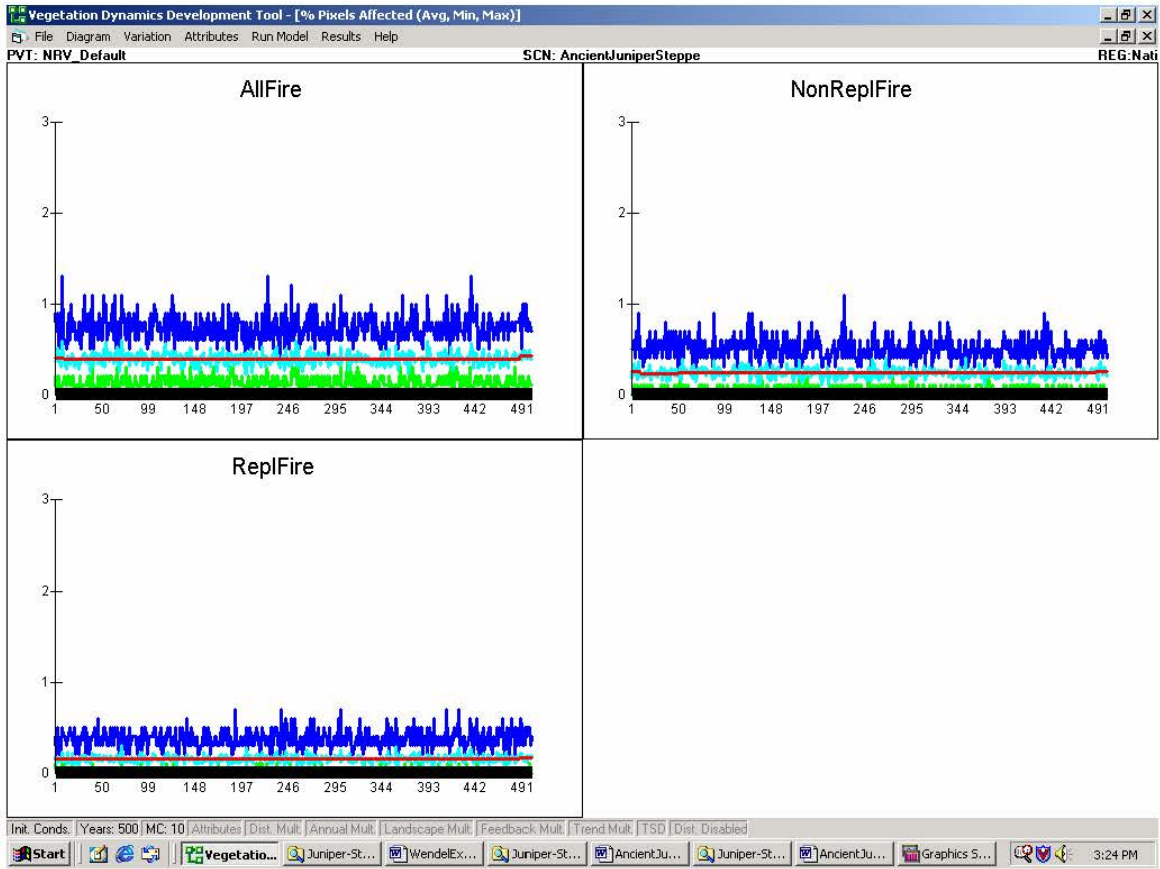 Vegetation Dynamics Development Tool - [% Pixels Affected (Avg, Min, Max)]
File Diagram Variation Attributes Run Model Results Help
PVT: NRV_Default SCN: AncientJuniperSteppe REG:Nati
AllFire
3
2
1
0
1 50 99 148 197 246 295 344 393 442 491
NonReplFire
3
2
1
0
1 50 99 148 197 246 295 344 393 442 491
ReplFire
3
2
1
0
1 50 99 148 197 246 295 344 393 442 491
Init. Conds. Years: 500 MC: 10 Attributes Dist. Mult. Annual Mult. Landscape Mult. Feedback Mult. Trend Mult. TSD Dist. Disabled
Start Vegetatio... Juniper-St... WendelEx... Juniper-St... AncientJu... Juniper-St... AncientJu... Graphics S... 3:24 PM